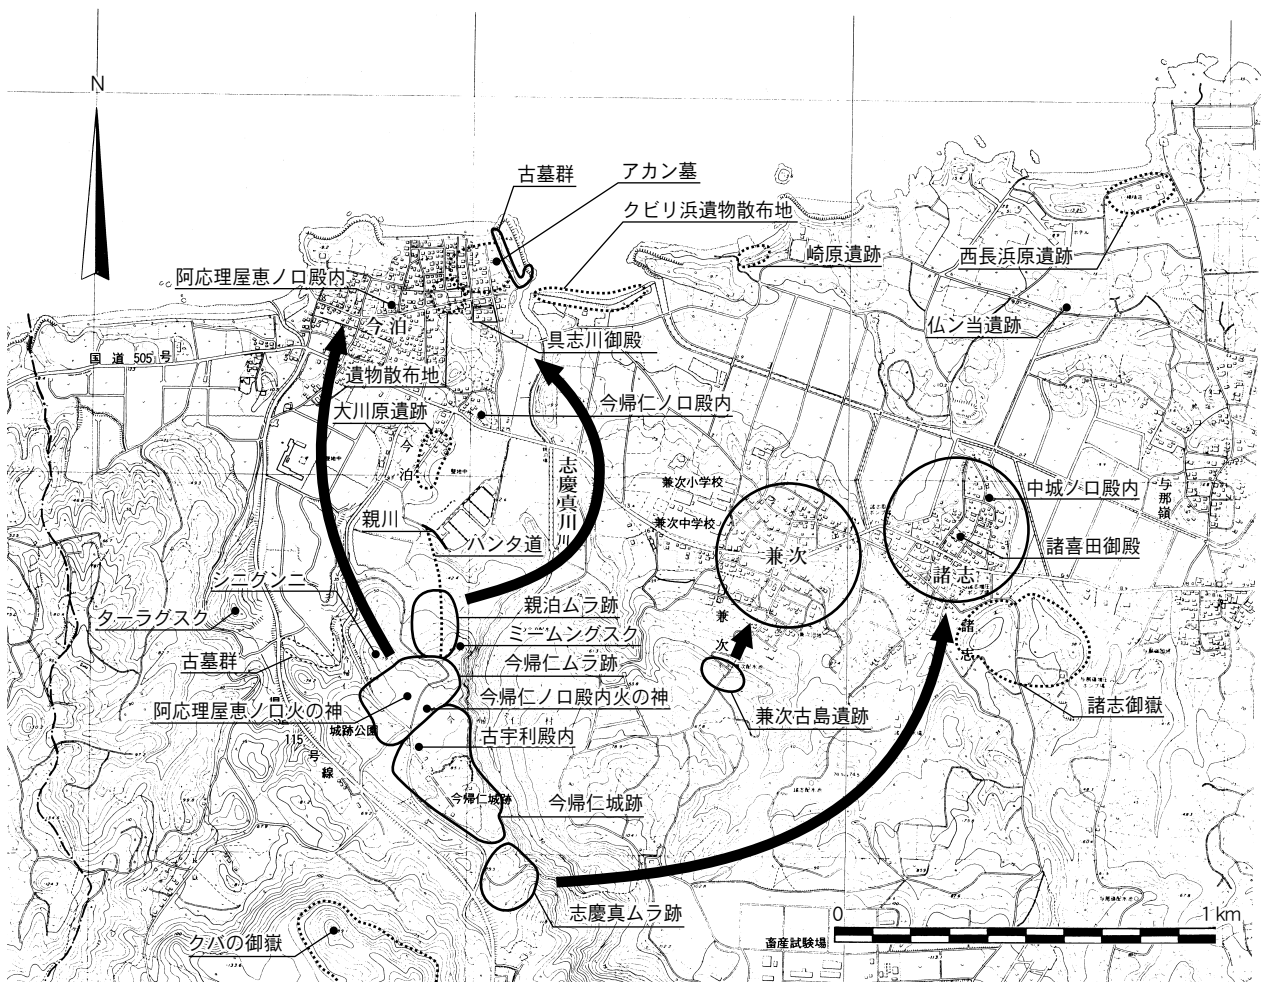 N
古墓群
アカン墓
クビリ浜遺物散布地
崎原遺跡
西長浜原遺跡
阿応理屋恵ノロ殿内
仏ン当遺跡
今泊
具志川御殿
国道505号
遺物散布地
今帰仁ノロ殿内
大川原遺跡
今泊
志慶真川
兼次小学校
中城ノロ殿内
与那嶺
親川
兼次中学校
ハンタ道
兼次
諸喜田御殿
諸志
シニグンニ
親泊ムラ跡
ターラグスク
ミームングスク
兼次
諸志
古墓群
今帰仁ムラ跡
今帰仁ノロ殿内火の神
諸志御嶽
阿応理屋恵ノロ火の神
兼次古島遺跡
城跡公園
古宇利殿内
115号線
今帰仁城跡
今帰仁城跡
志慶真ムラ跡
0
1 km
クバの御嶽
畜産試験場